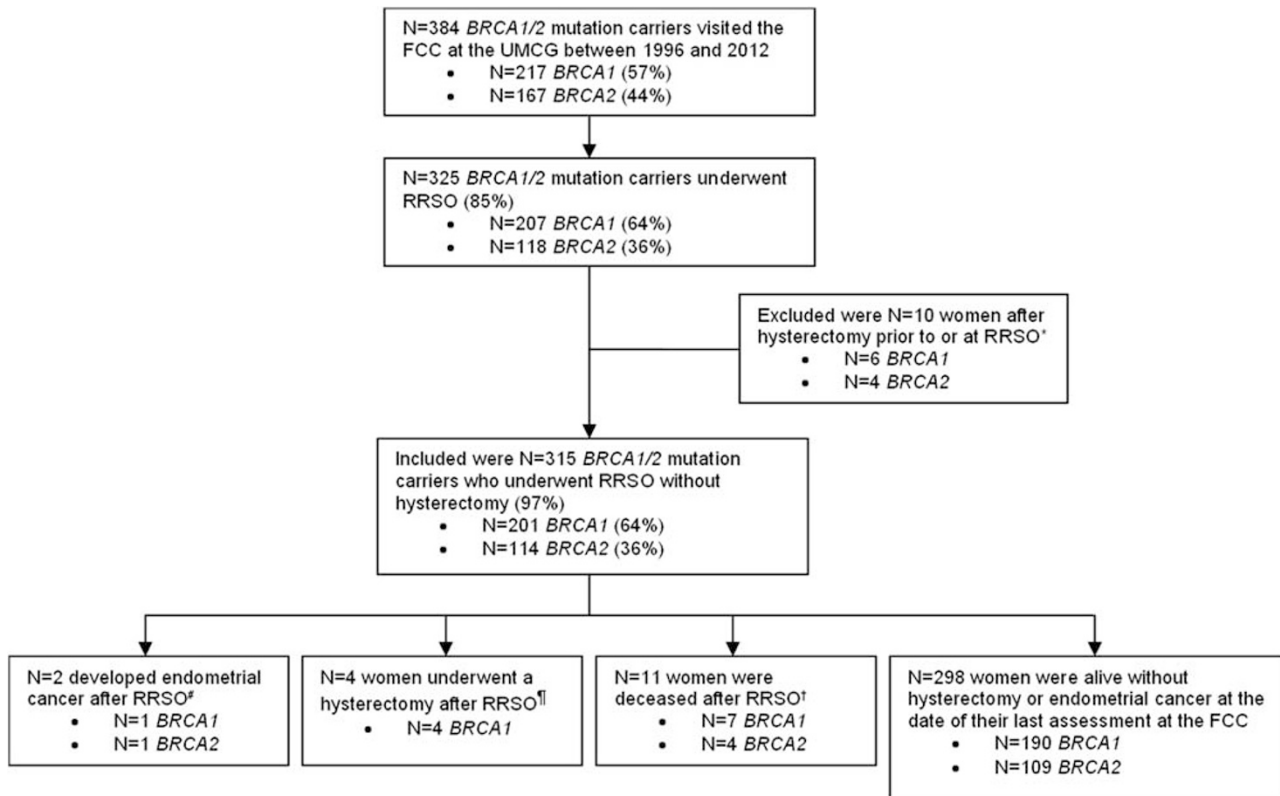 N=384 BRCA1/2 mutation carriers visited the
FCC at the UMCG between 1996 and 2012
• N=217 BRCA1 (57%)
• N=167 BRCA2 (44%)
N=325 BRCA1/2 mutation carriers underwent
RRSO (85%)
• N=207 BRCA1 (64%)
• N=118 BRCA2 (36%)
Excluded were N=10 women after
hysterectomy prior to or at RRSO*
• N=6 BRCA1
• N=4 BRCA2
Included were N=315 BRCA1/2 mutation
carriers who underwent RRSO without
hysterectomy (97%)
• N=201 BRCA1 (64%)
• N=114 BRCA2 (36%)
N=2 developed endometrial
cancer after RRSO#
• N=1 BRCA1
• N=1 BRCA2
N=4 women underwent a
hysterectomy after RRSO¶
• N=4 BRCA1
N=11 women were
deceased after RRSO†
• N=7 BRCA1
• N=4 BRCA2
N=298 women were alive without
hysterectomy or endometrial cancer at the
date of their last assessment at the FCC
• N=190 BRCA1
• N=109 BRCA2